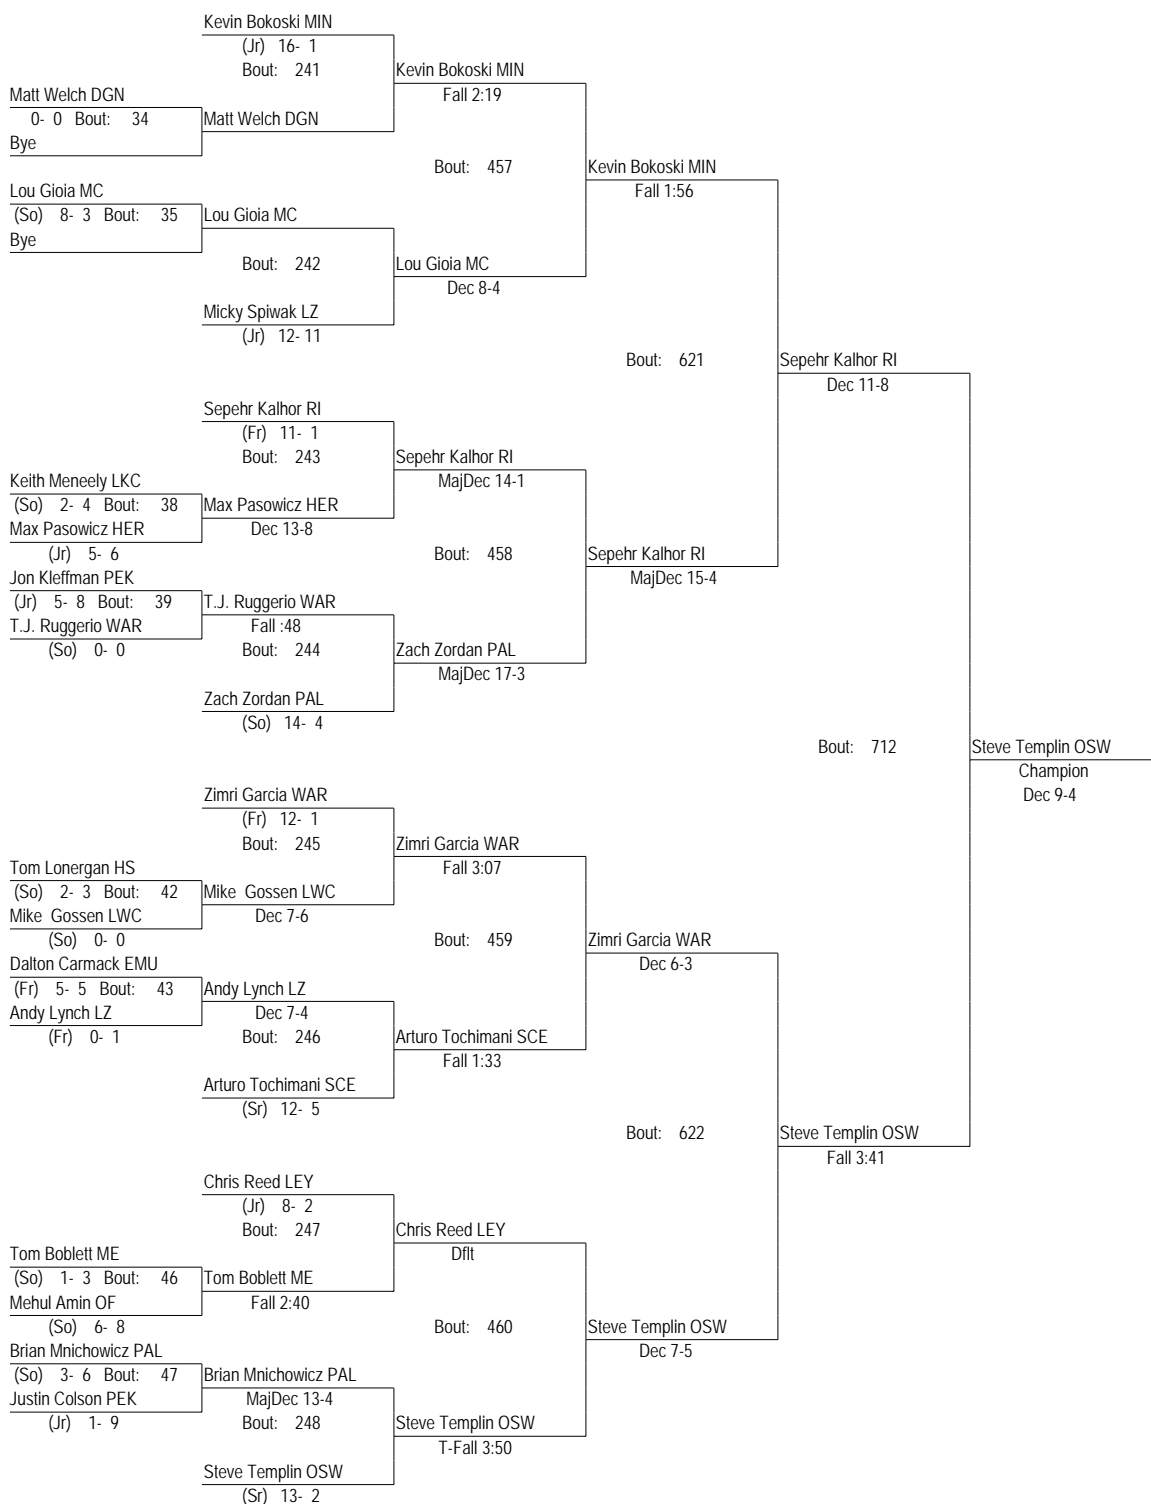 Kevin Bokoski MIN
(Jr) 16- 1
Bout: 241
Kevin Bokoski MIN
Fall 2:19
Matt Welch DGN
0- 0 Bout: 34
Matt Welch DGN
Bye
Bout: 457
Kevin Bokoski MIN
Fall 1:56
Lou Gioia MC
(So) 8- 3 Bout: 35
Lou Gioia MC
Bye
Bout: 242
Lou Gioia MC
Dec 8-4
Micky Spiwak LZ
(Jr) 12- 11
Bout: 621
Sepehr Kalhor RI
Dec 11-8
Sepehr Kalhor RI
(Fr) 11- 1
Bout: 243
Sepehr Kalhor RI
MajDec 14-1
Keith Meneely LKC
(So) 2- 4 Bout: 38
Max Pasowicz HER
Dec 13-8
Max Pasowicz HER
(Jr) 5- 6
Bout: 458
Sepehr Kalhor RI
MajDec 15-4
Jon Kleffman PEK
(Jr) 5- 8 Bout: 39
T.J. Ruggerio WAR
Fall :48
T.J. Ruggerio WAR
(So) 0- 0
Bout: 244
Zach Zordan PAL
MajDec 17-3
Zach Zordan PAL
(So) 14- 4
Bout: 712
Steve Templin OSW
Champion
Dec 9-4
Zimri Garcia WAR
(Fr) 12- 1
Bout: 245
Zimri Garcia WAR
Fall 3:07
Tom Lonergan HS
(So) 2- 3 Bout: 42
Mike Gossen LWC
Dec 7-6
Mike Gossen LWC
(So) 0- 0
Bout: 459
Zimri Garcia WAR
Dec 6-3
Dalton Carmack EMU
(Fr) 5- 5 Bout: 43
Andy Lynch LZ
Dec 7-4
Andy Lynch LZ
(Fr) 0- 1
Bout: 246
Arturo Tochimani SCE
Fall 1:33
Arturo Tochimani SCE
(Sr) 12- 5
Bout: 622
Steve Templin OSW
Fall 3:41
Chris Reed LEY
(Jr) 8- 2
Bout: 247
Chris Reed LEY
Dflt
Tom Boblett ME
(So) 1- 3 Bout: 46
Tom Boblett ME
Fall 2:40
Mehul Amin OF
(So) 6- 8
Bout: 460
Steve Templin OSW
Dec 7-5
Brian Mnichowicz PAL
(So) 3- 6 Bout: 47
Brian Mnichowicz PAL
MajDec 13-4
Justin Colson PEK
(Jr) 1- 9
Bout: 248
Steve Templin OSW
T-Fall 3:50
Steve Templin OSW
(Sr) 13- 2